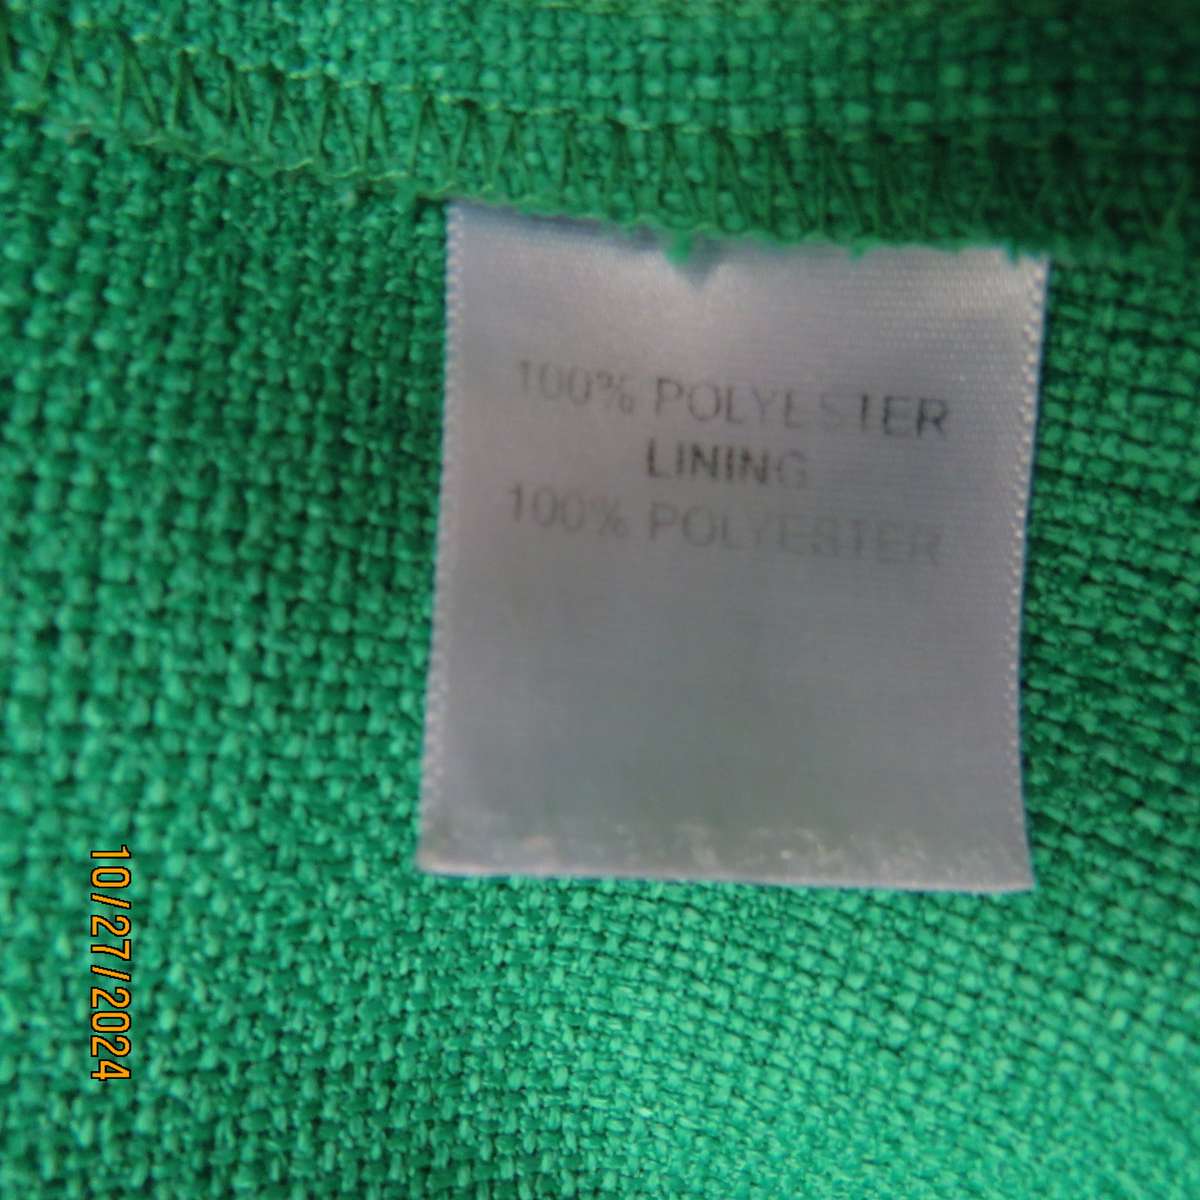 100% POLYESTER
LINING
100% POLYESTER
10/27/2024